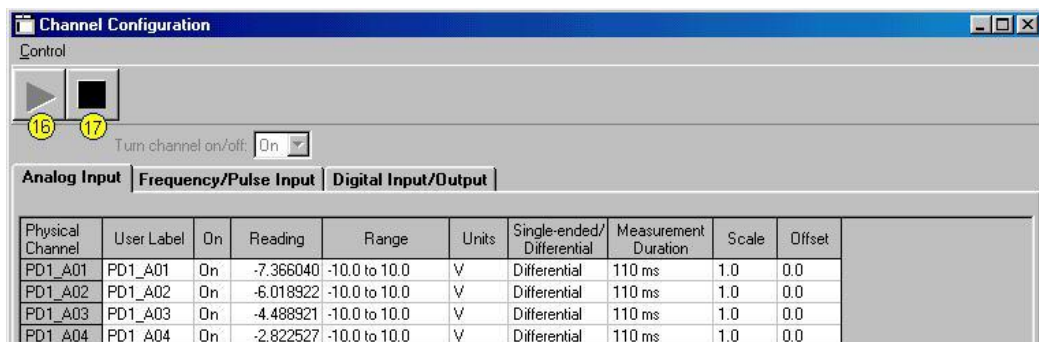 Channel Configuration
Control
16 17
Turn channel on/off: On
Analog Input Frequency/Pulse Input Digital Input/Output
Physical Channel User Label On Reading Range Units Single-ended/ Differential Measurement Duration Scale Offset
PD1_A01 PD1_A01 On -7.366040 -10.0 to 10.0 V Differential 110 ms 1.0 0.0
PD1_A02 PD1_A02 On -6.018922 -10.0 to 10.0 V Differential 110 ms 1.0 0.0
PD1_A03 PD1_A03 On -4.488921 -10.0 to 10.0 V Differential 110 ms 1.0 0.0
PD1_A04 PD1_A04 On -2.822527 -10.0 to 10.0 V Differential 110 ms 1.0 0.0